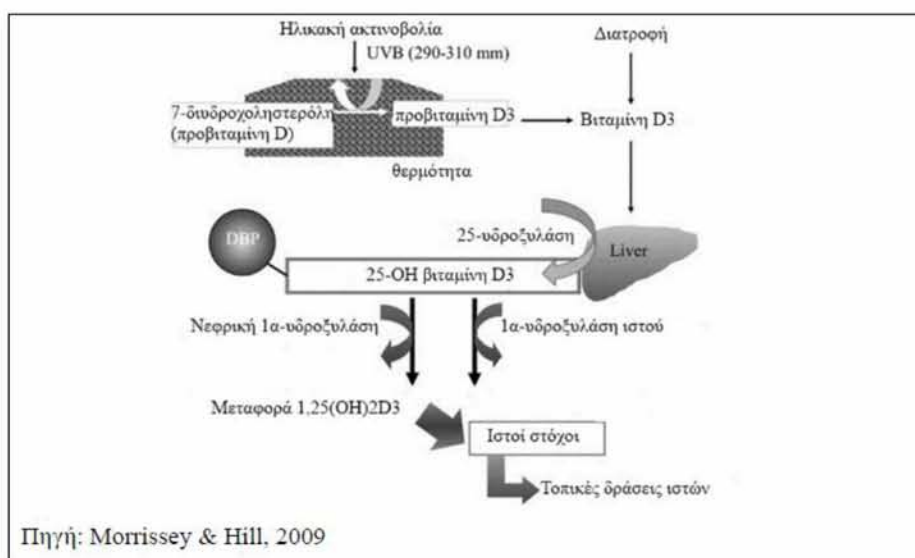 Ηλικακή ακτινοβολία
UVB (290-310 mm)
Διατροφή
7-διυδροχοληστερόλη
(προβιταμίνη D)
προβιταμίνη D3
Βιταμίνη D3
θερμότητα
DBP
25-υδροξυλάση
Liver
25-OH βιταμίνη D3
Νεφρική 1α-υδροξυλάση
1α-υδροξυλάση ιστού
Μεταφορά 1,25(OH)2D3
Ιστοί στόχοι
Τοπικές δράσεις ιστών
Πηγή: Morrissey & Hill, 2009